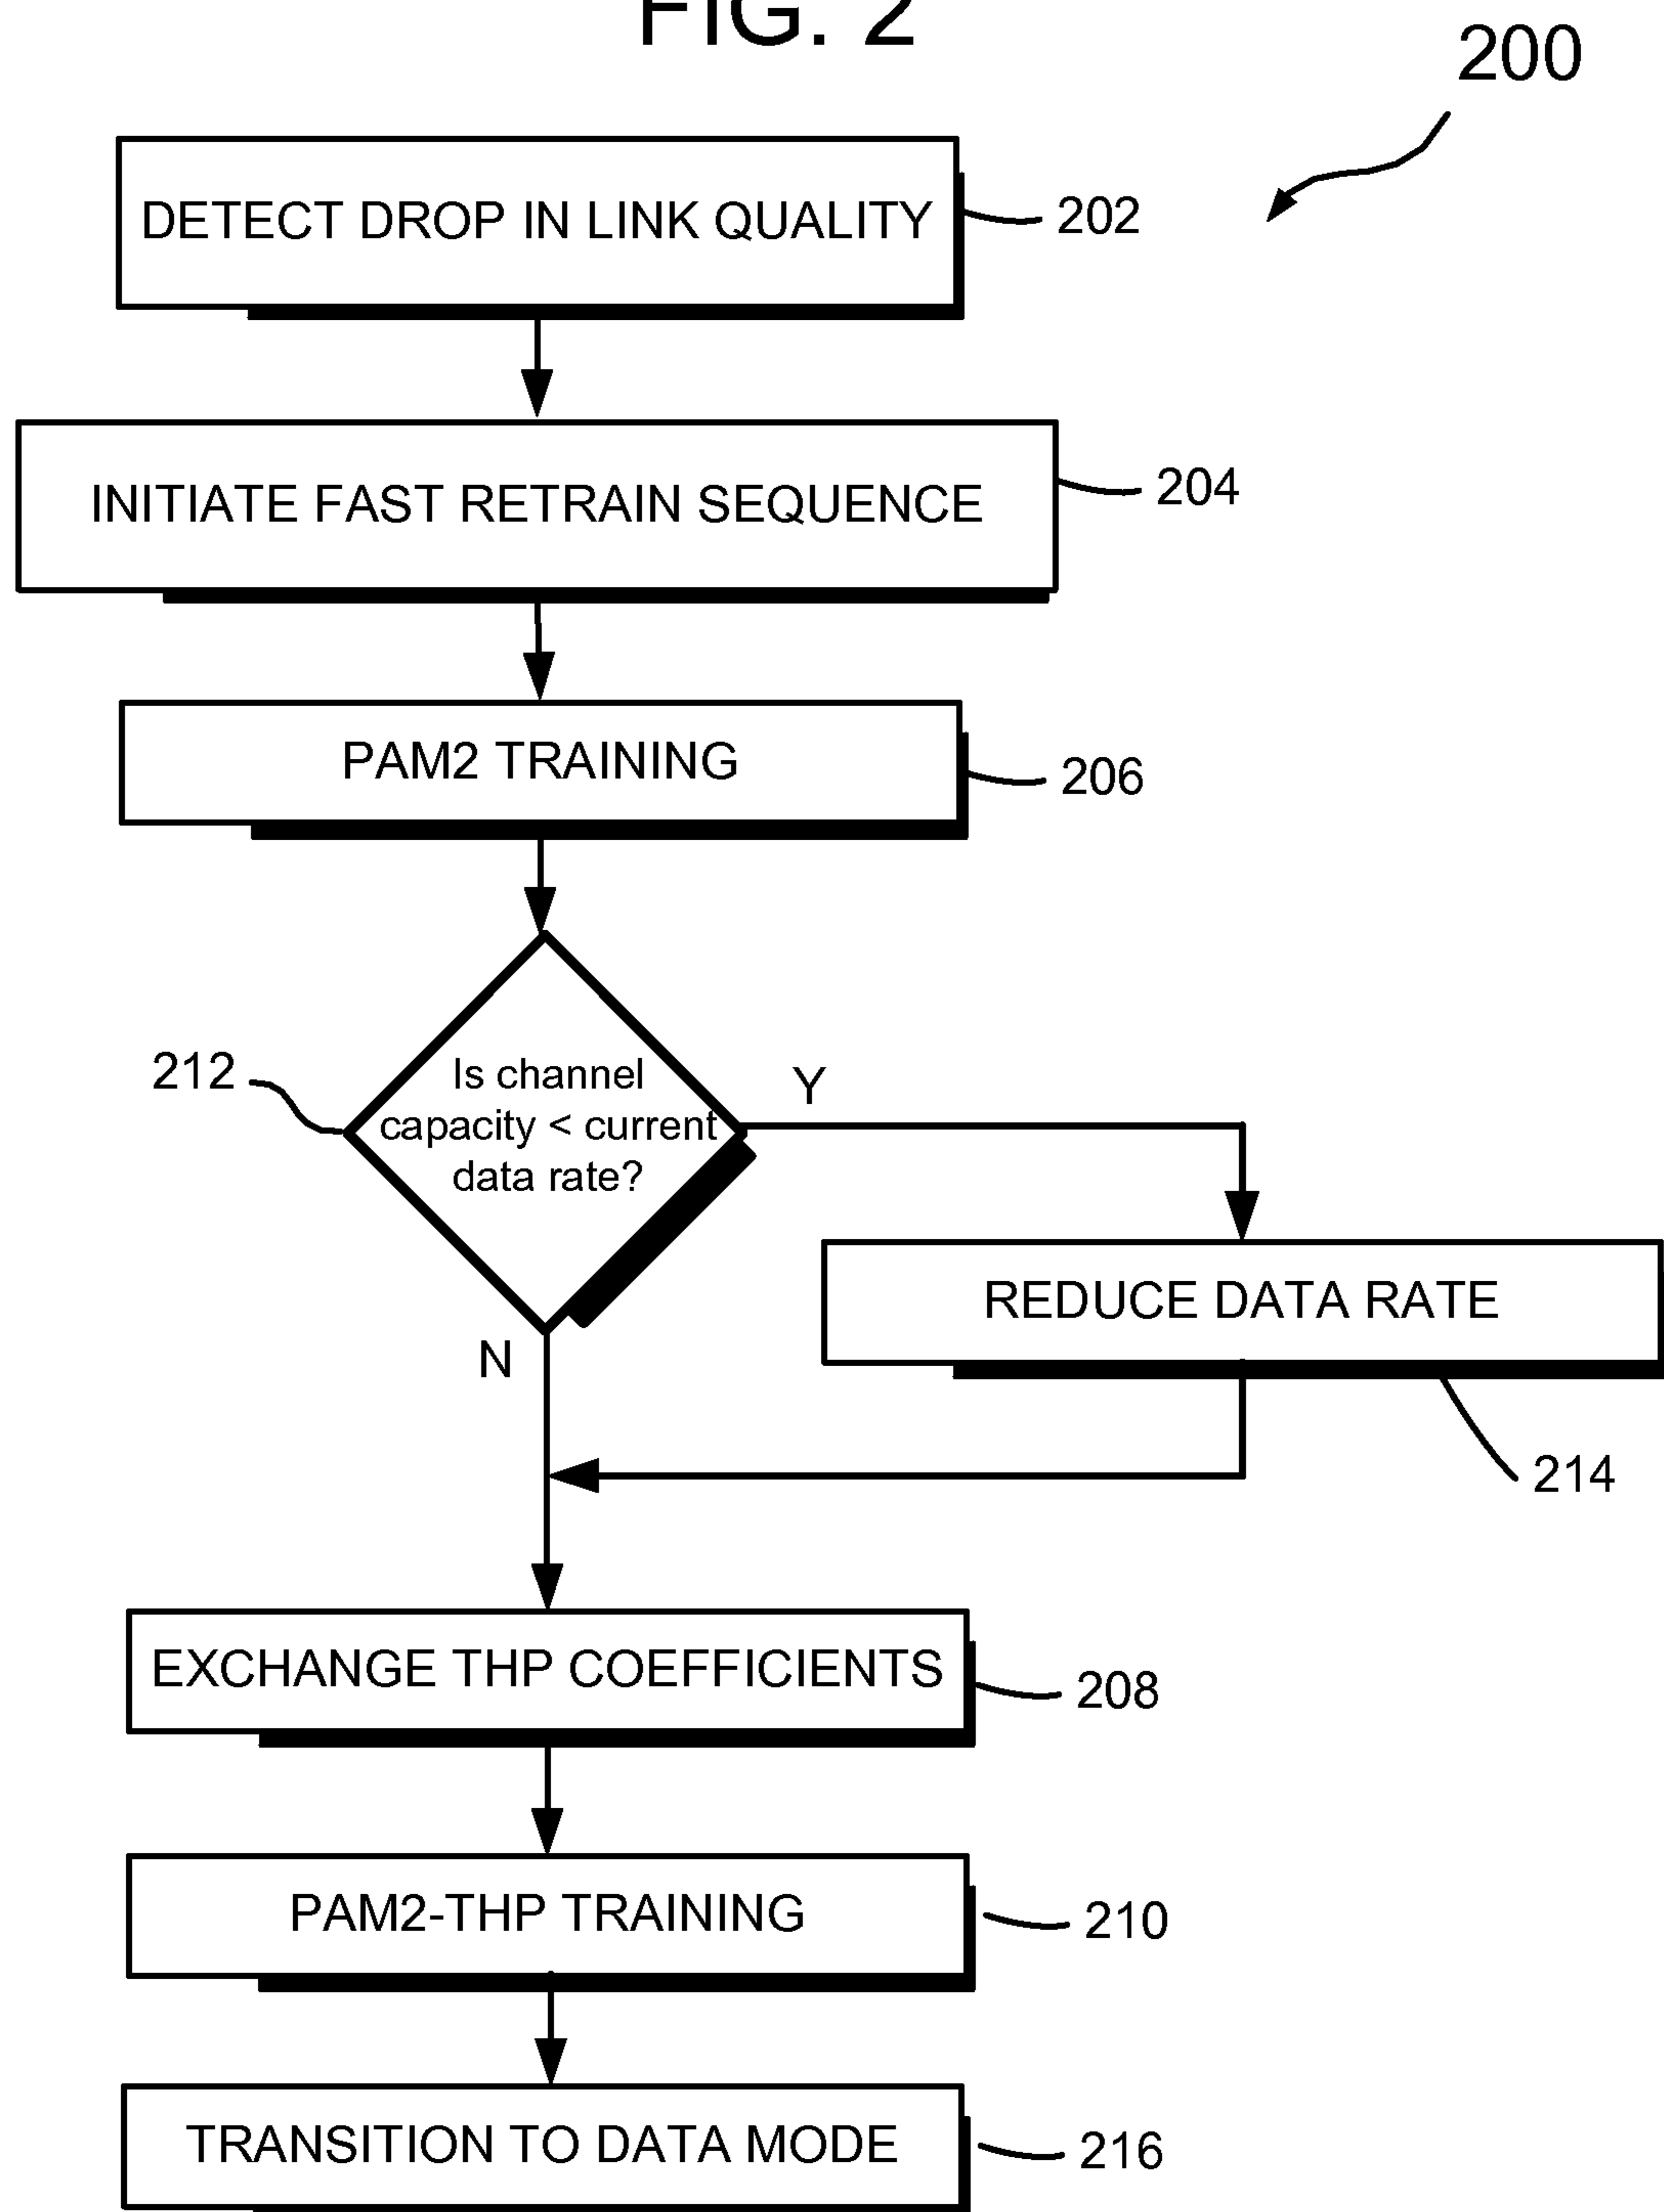 FIG. 2
200
DETECT DROP IN LINK QUALITY
202
INITIATE FAST RETRAIN SEQUENCE
204
PAM2 TRAINING
206
212
Is channel
capacity < current
data rate?
Y
REDUCE DATA RATE
N
214
EXCHANGE THP COEFFICIENTS
208
PAM2-THP TRAINING
210
TRANSITION TO DATA MODE
216